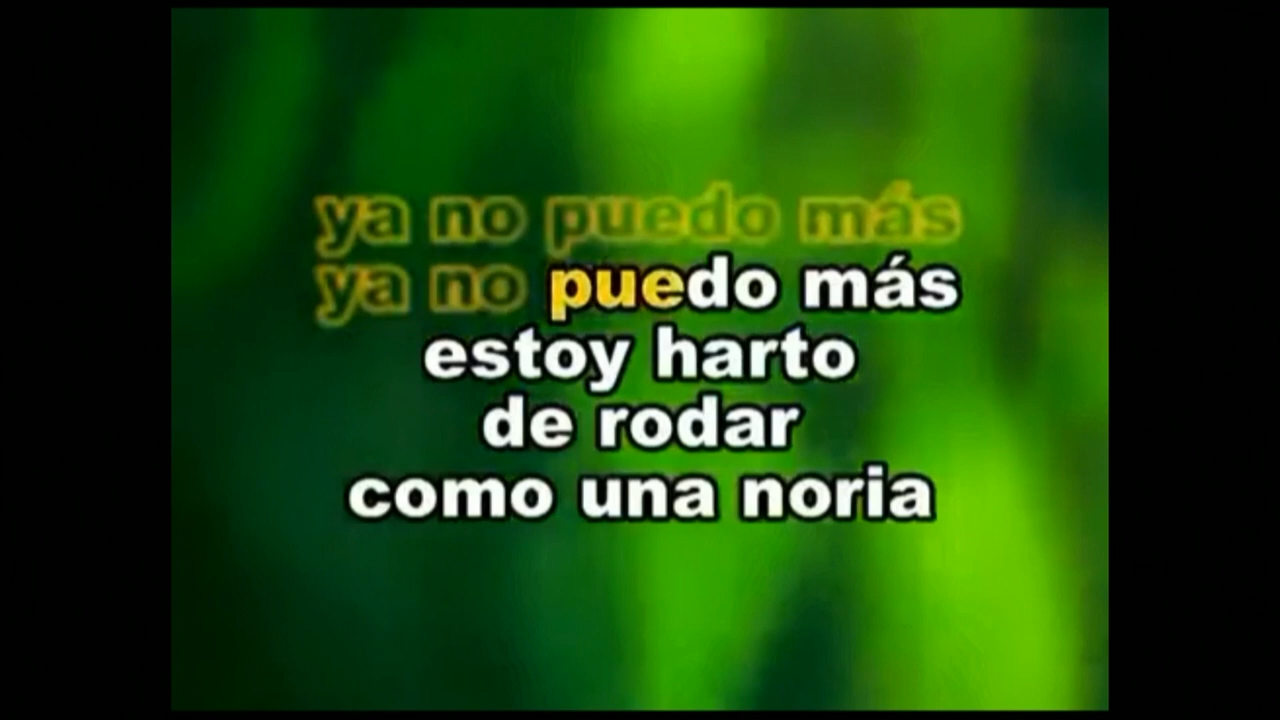 ya no puedo más
ya no puedo más
estoy harto
de rodar
como una noria